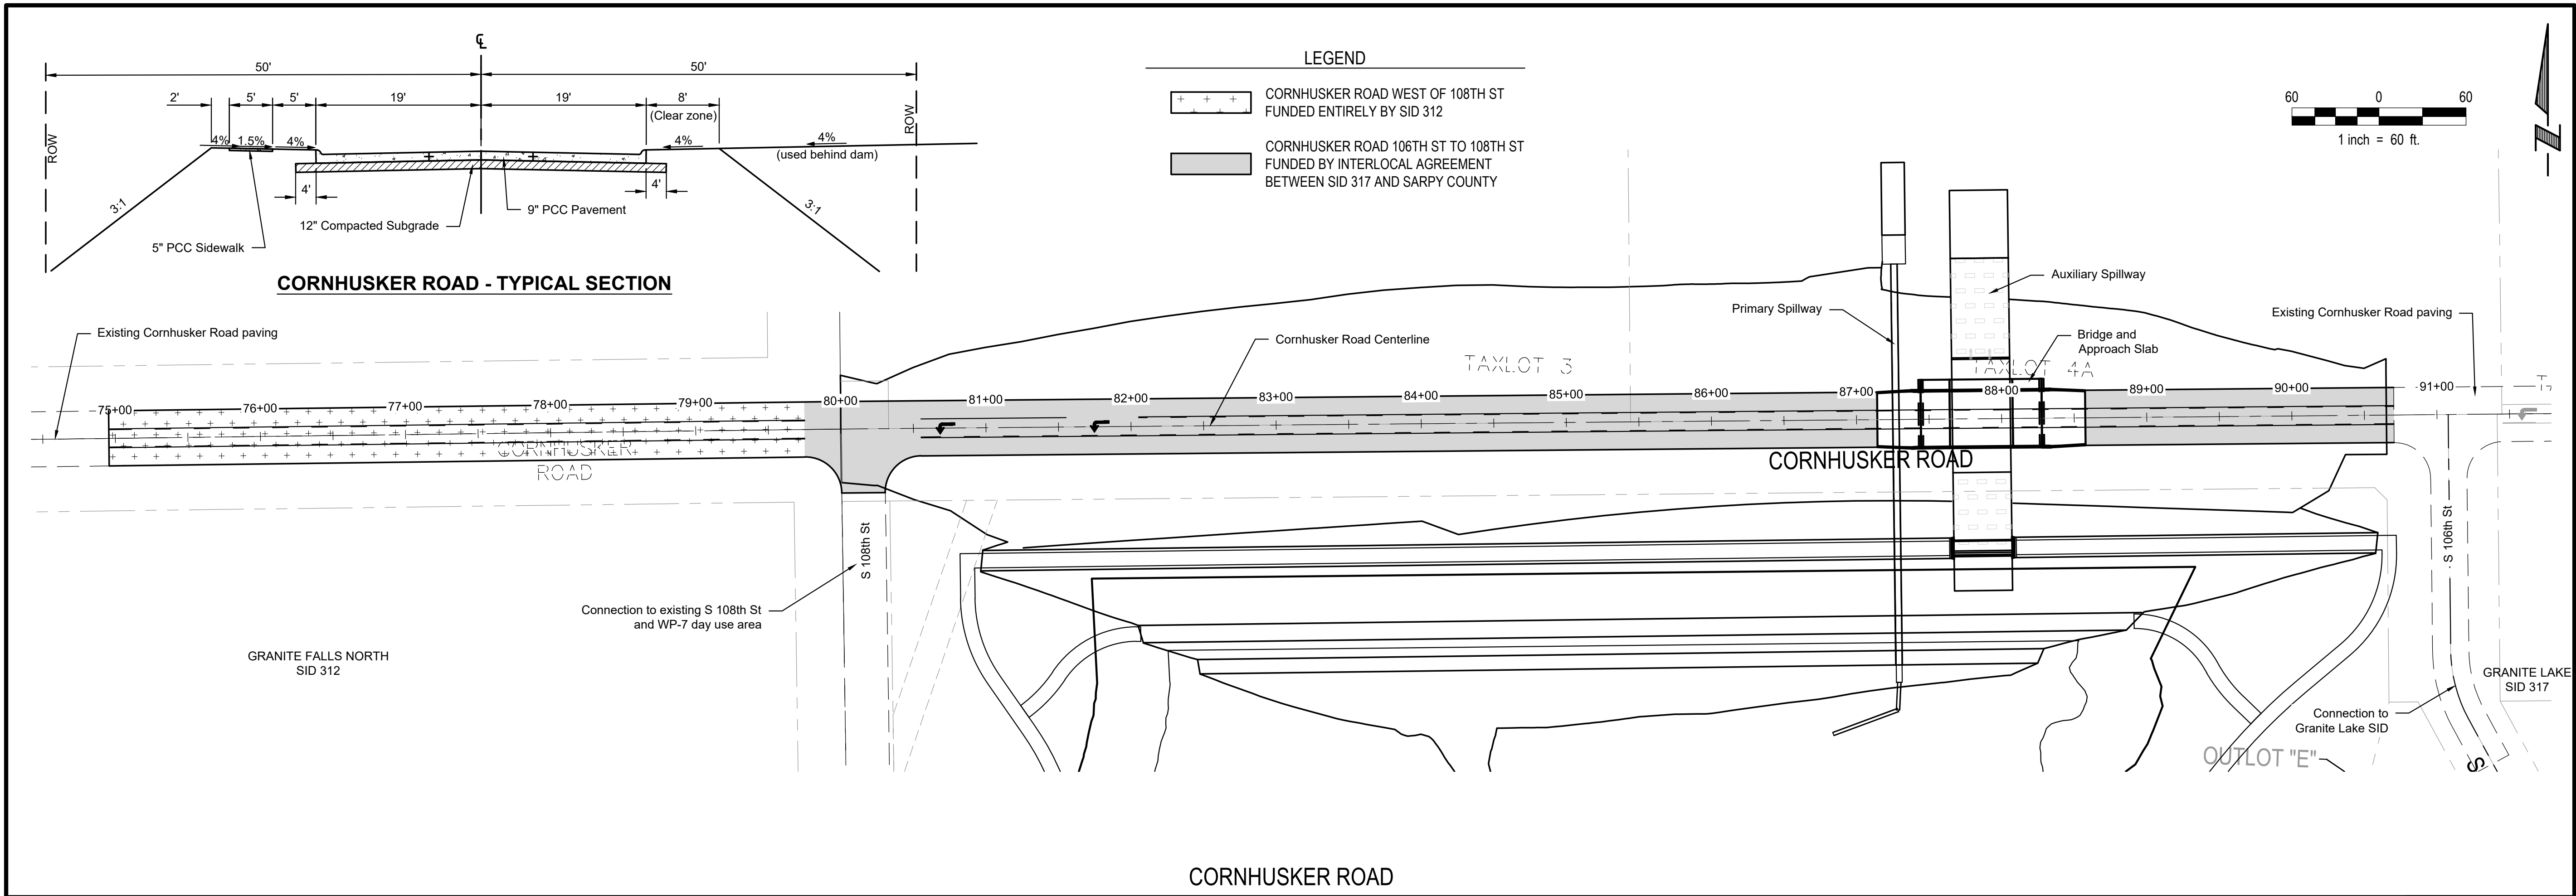 ℄
50'
50'
2'
5'
5'
19'
19'
8'
(Clear zone)
ROW
ROW
4%
1.5%
4%
4%
4%
(used behind dam)
4'
4'
3:1
3:1
9" PCC Pavement
12" Compacted Subgrade
5" PCC Sidewalk
CORNHUSKER ROAD - TYPICAL SECTION
LEGEND
CORNHUSKER ROAD WEST OF 108TH ST
FUNDED ENTIRELY BY SID 312
CORNHUSKER ROAD 106TH ST TO 108TH ST
FUNDED BY INTERLOCAL AGREEMENT
BETWEEN SID 317 AND SARPY COUNTY
60
0
60
1 inch = 60 ft.
Z
Existing Cornhusker Road paving
Cornhusker Road Centerline
TAXLOT 3
Primary Spillway
Auxiliary Spillway
Bridge and
Approach Slab
TAXLOT 4A
Existing Cornhusker Road paving
75+00
76+00
77+00
78+00
79+00
80+00
81+00
82+00
83+00
84+00
85+00
86+00
87+00
88+00
89+00
90+00
91+00
CORNHUSKER
ROAD
CORNHUSKER ROAD
S 108th St
S 106th St
Connection to existing S 108th St
and WP-7 day use area
GRANITE FALLS NORTH
SID 312
GRANITE LAKE
SID 317
Connection to
Granite Lake SID
OUTLOT "E"
S
CORNHUSKER ROAD